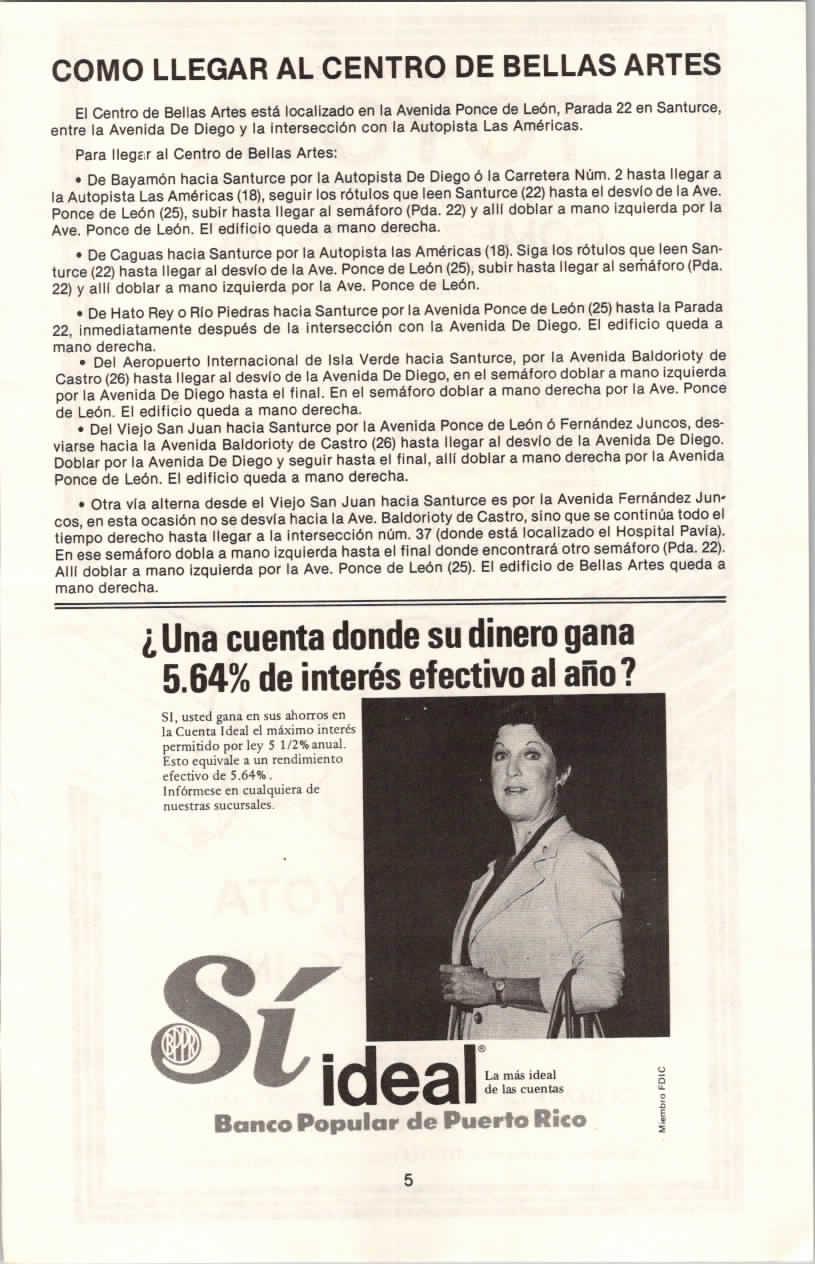 COMO LLEGAR AL CENTRO DE BELLAS ARTES
El Centro de Bellas Artes está localizado en la Avenida Ponce de León, Parada 22 en Santurce,
entre la Avenida De Diego y la intersección con la Autopista Las Américas.
Para llegar al Centro de Bellas Artes:
• De Bayamón hacia Santurce por la Autopista De Diego ó la Carretera Núm. 2 hasta llegar a
la Autopista Las Américas (18), seguir los rótulos que leen Santurce (22) hasta el desvío de la Ave.
Ponce de León (25), subir hasta llegar al semáforo (Pda. 22) y allí doblar a mano izquierda por la
Ave. Ponce de León. El edificio queda a mano derecha.
• De Caguas hacia Santurce por la Autopista las Américas (18). Siga los rótulos que leen San-
turce (22) hasta llegar al desvío de la Ave. Ponce de León (25), subir hasta llegar al semáforo (Pda.
22) y allí doblar a mano izquierda por la Ave. Ponce de León.
• De Hato Rey o Río Piedras hacia Santurce por la Avenida Ponce de León (25) hasta la Parada
22, inmediatamente después de la intersección con la Avenida De Diego. El edificio queda a
mano derecha.
• Del Aeropuerto Internacional de Isla Verde hacia Santurce, por la Avenida Baldorioty de
Castro (26) hasta llegar al desvío de la Avenida De Diego, en el semáforo doblar a mano izquierda
por la Avenida De Diego hasta el final. En el semáforo doblar a mano derecha por la Ave. Ponce
de León. El edificio queda a mano derecha.
• Del Viejo San Juan hacia Santurce por la Avenida Ponce de León ó Fernández Juncos, des-
viarse hacia la Avenida Baldorioty de Castro (26) hasta llegar al desvío de la Avenida De Diego.
Doblar por la Avenida De Diego y seguir hasta el final, allí doblar a mano derecha por la Avenida
Ponce de León. El edificio queda a mano derecha.
• Otra vía alterna desde el Viejo San Juan hacia Santurce es por la Avenida Fernández Jun-
cos, en esta ocasión no se desvía hacia la Ave. Baldorioty de Castro, sino que se continúa todo el
tiempo derecho hasta llegar a la intersección núm. 37 (donde está localizado el Hospital Pavía).
En ese semáforo dobla a mano izquierda hasta el final donde encontrará otro semáforo (Pda. 22).
Allí doblar a mano izquierda por la Ave. Ponce de León (25). El edificio de Bellas Artes queda a
mano derecha.
¿Una cuenta donde su dinero gana
5.64% de interés efectivo al año?
SI, usted gana en sus ahorros en
la Cuenta Ideal el máximo interés
permitido por ley 5 1/2% anual.
Esto equivale a un rendimiento
efectivo de 5.64%.
Infórmese en cualquiera de
nuestras sucursales.
Sí
BPPR
ideal®
La más ideal
de las cuentas
Banco Popular de Puerto Rico
Miembro FDIC
5